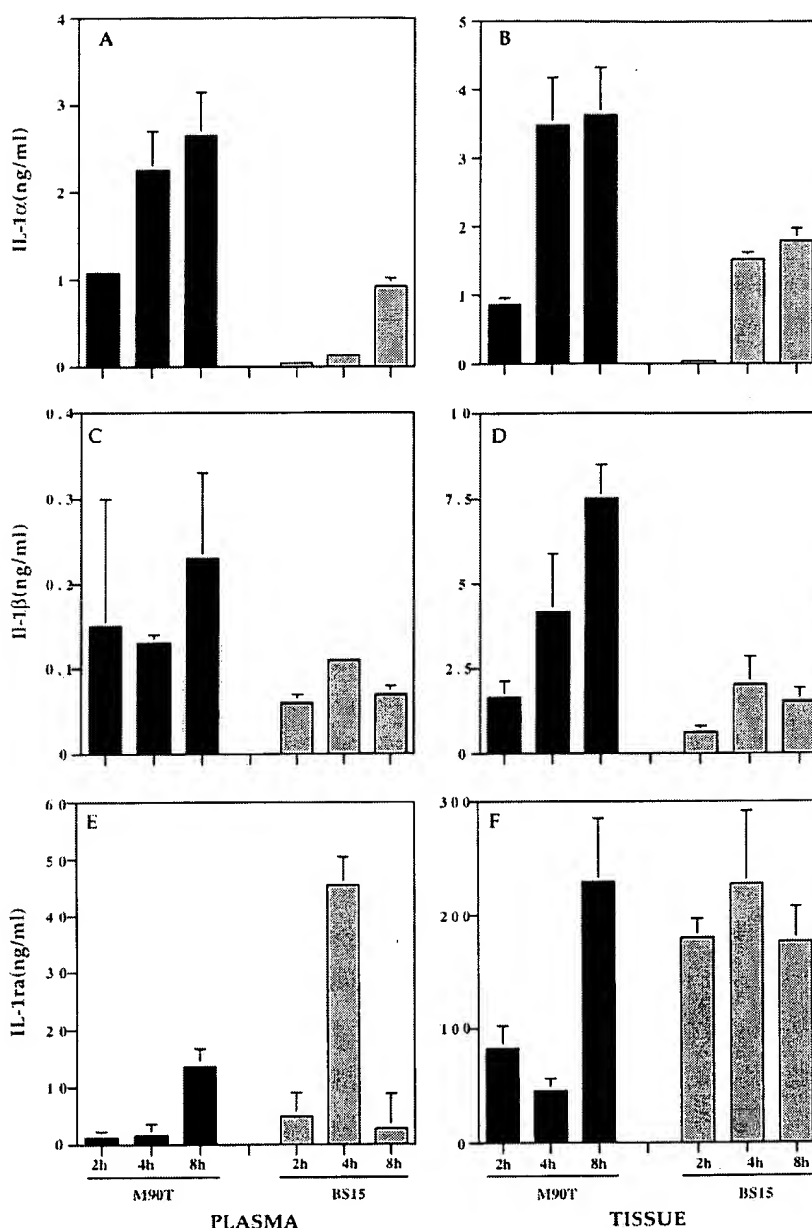 A
4
3
2
1
0
IL-1α(ng/ml)
B
5
4
3
2
1
0
C
0.4
0.3
0.2
0.1
0
Il-1β(ng/ml)
D
10
7.5
5
2.5
0
E
60
50
40
30
20
10
0
IL-1ra(ng/ml)
F
300
200
100
0
2h 4h 8h 2h 4h 8h
M90T BS15
PLASMA
2h 4h 8h 2h 4h 8h
M90T BS15
TISSUE